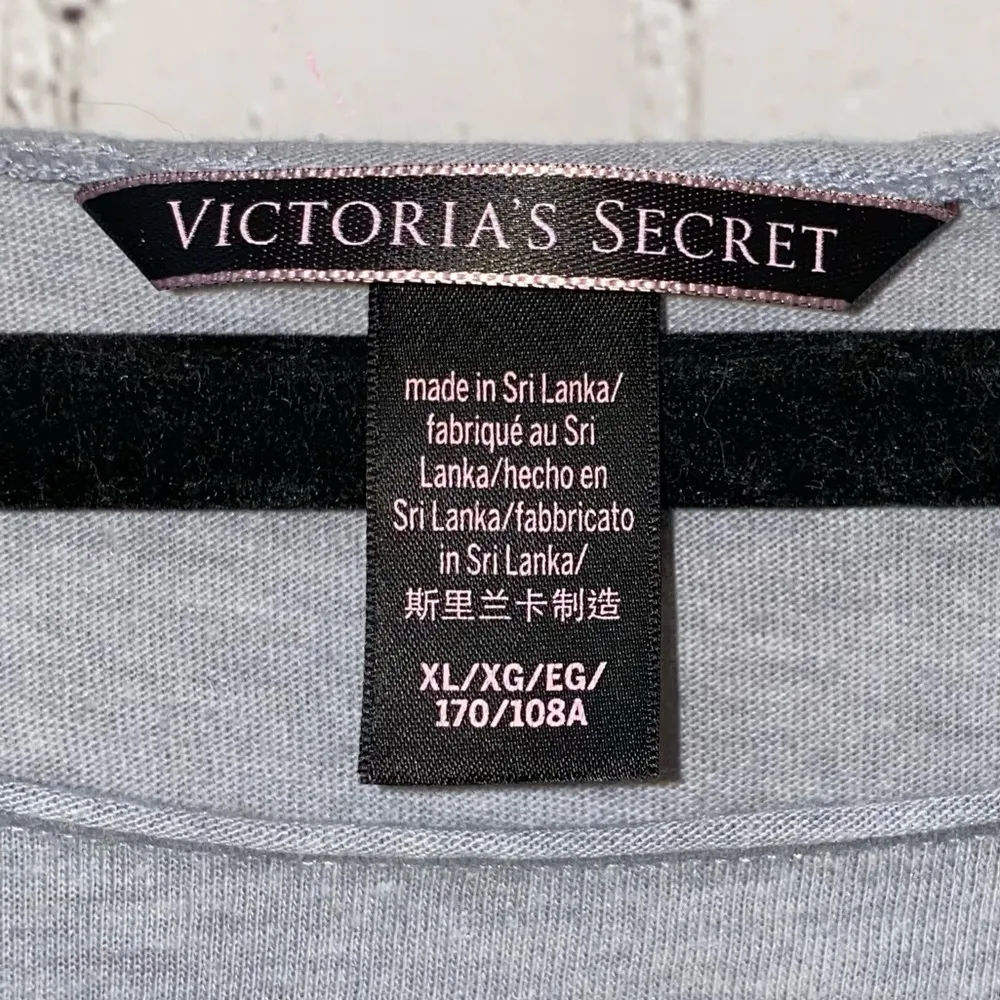 VICTORIA'S SECRET
made in Sri Lanka/
fabriqué au Sri
Lanka/hecho en
Sri Lanka/fabbricato
in Sri Lanka/
斯里兰卡制造
XL/XG/EG/
170/108A